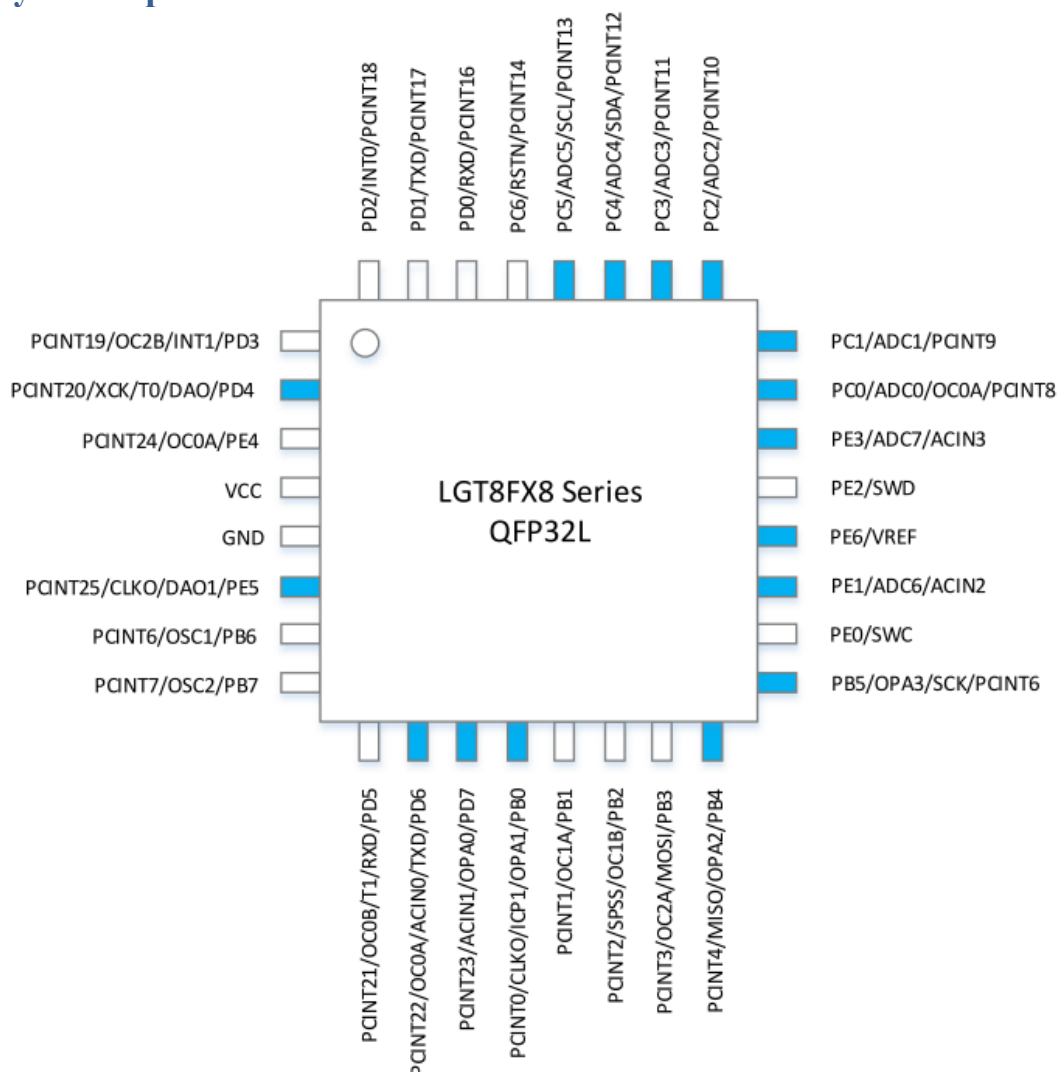 PD2/INT0/PCINT18
PD1/TXD/PCINT17
PD0/RXD/PCINT16
PC6/RSTN/PCINT14
PC5/ADC5/SCL/PCINT13
PC4/ADC4/SDA/PCINT12
PC3/ADC3/PCINT11
PC2/ADC2/PCINT10
PCINT19/OC2B/INT1/PD3
PCINT20/XCK/T0/DAO/PD4
PCINT24/OC0A/PE4
VCC
GND
PCINT25/CLKO/DAO1/PE5
PCINT6/OSC1/PB6
PCINT7/OSC2/PB7
LGT8FX8 Series
QFP32L
PC1/ADC1/PCINT9
PC0/ADC0/OC0A/PCINT8
PE3/ADC7/ACIN3
PE2/SWD
PE6/VREF
PE1/ADC6/ACIN2
PE0/SWC
PB5/OPA3/SCK/PCINT6
PCINT21/OC0B/T1/RXD/PD5
PCINT22/OC0A/ACIN0/TXD/PD6
PCINT23/ACIN1/OPA0/PD7
PCINT0/CLKO/ICP1/OPA1/PB0
PCINT1/OC1A/PB1
PCINT2/SPSS/OC1B/PB2
PCINT3/OC2A/MOSI/PB3
PCINT4/MISO/OPA2/PB4